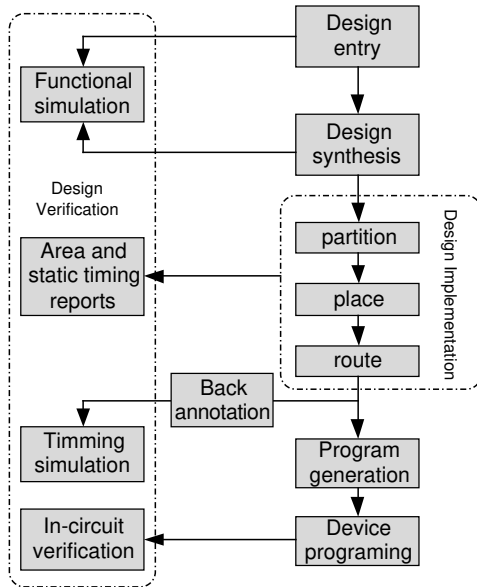 Design
entry
Functional
simulation
Design
synthesis
Design
Verification
partition
Area and
static timing
reports
place
route
Design Implementation
Back
annotation
Timming
simulation
Program
generation
In-circuit
verification
Device
programing